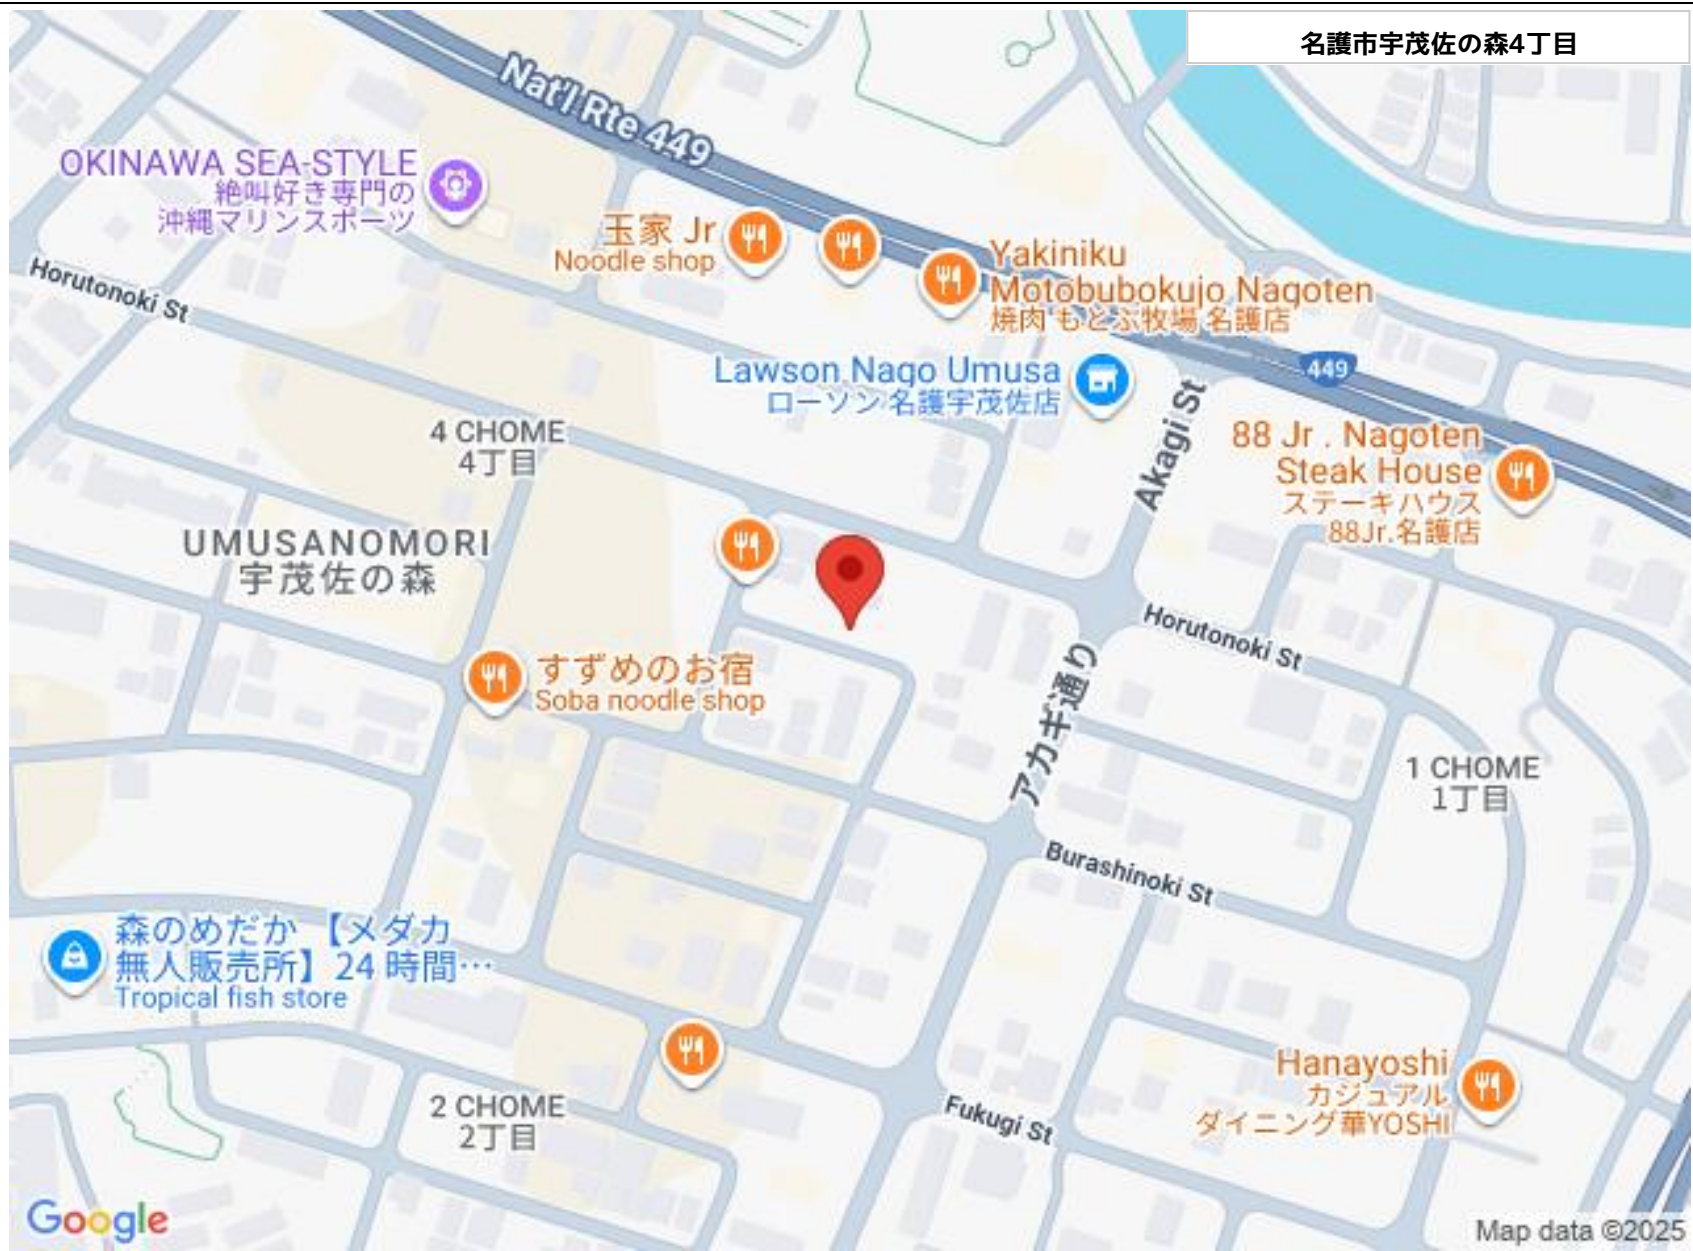 名護市宇茂佐の森4丁目
Nat'l Rte 449
OKINAWA SEA-STYLE
絶叫好き専門の
沖縄マリンスポーツ
玉家 Jr
Noodle shop
Yakiniku
Motobubokujo Nagoten
焼肉 もとぶ牧場 名護店
Horutonoki St
Lawson Nago Umusa
ローソン 名護宇茂佐店
449
Akagi St
88 Jr . Nagoten
Steak House
ステーキハウス
88Jr.名護店
4 CHOME
4丁目
UMUSANOMORI
宇茂佐の森
Horutonoki St
すずめのお宿
Soba noodle shop
アカギ通り
1 CHOME
1丁目
Burashinoki St
森のめだか 【メダカ
無人販売所】24 時間…
Tropical fish store
Hanayoshi
カジュアル
ダイニング華YOSHI
2 CHOME
2丁目
Fukugi St
Google
Map data ©2025